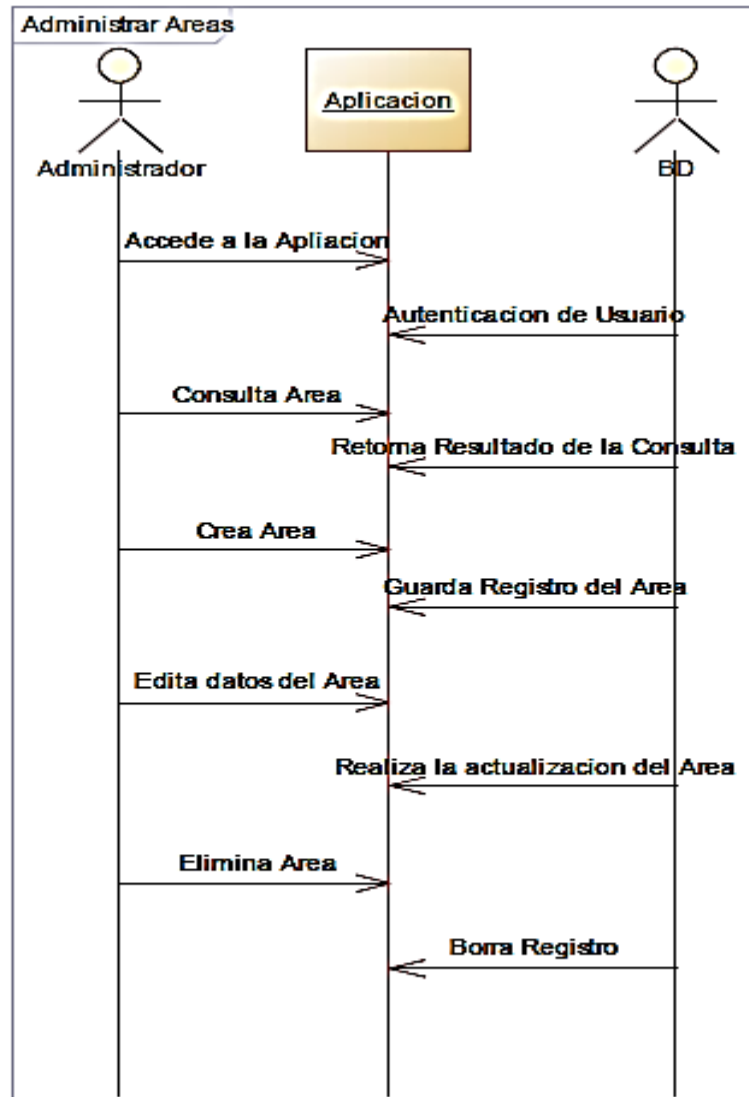 Administrar Areas
Aplicacion
Administrador
BD
Accede a la Apliacion
Autenticacion de Usuario
Consulta Area
Retorna Resultado de la Consulta
Crea Area
Guarda Registro del Area
Edita datos del Area
Realiza la actualizacion del Area
Elimina Area
Borra Registro